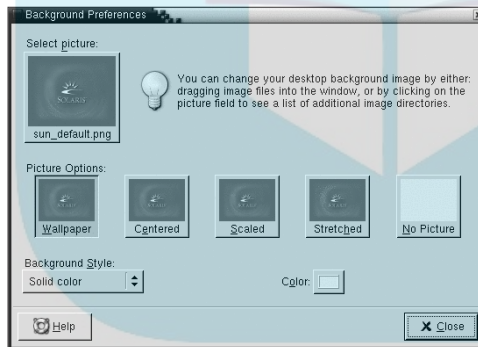 Background Preferences
Select picture:
SOLARIS
sun_default.png
You can change your desktop background image by either:
dragging image files into the window, or by clicking on the
picture field to see a list of additional image directories.
Picture Options:
Wallpaper
Centered
Scaled
Stretched
No Picture
Background Style:
Solid color
Color:
Help
Close